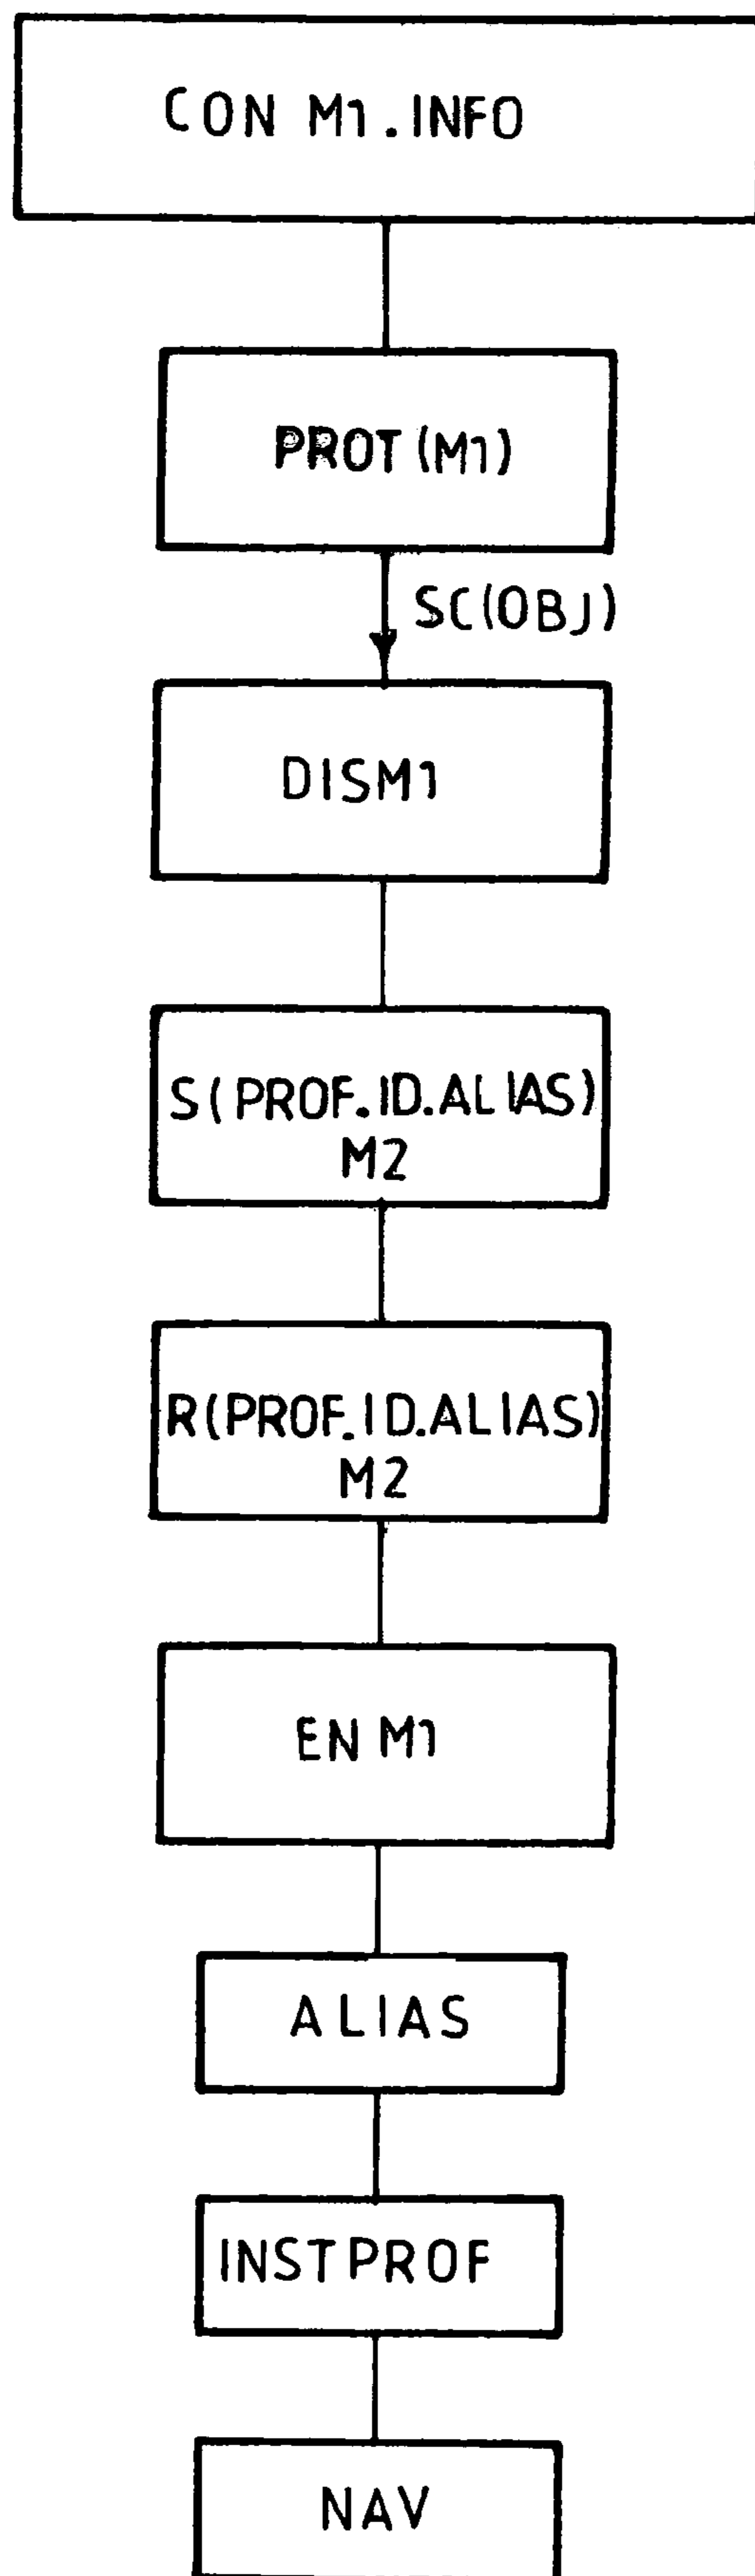 CON M1.INFO
PROT(M1)
SC(OBJ)
DISM1
S(PROF.ID.ALIAS)
M2
R(PROF.ID.ALIAS)
M2
EN M1
ALIAS
INSTPROF
NAV